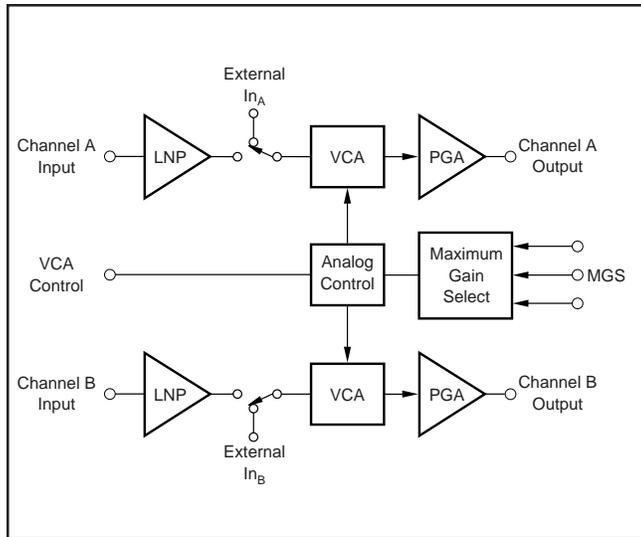 External
In_A
Channel A
Input
LNP
VCA
PGA
Channel A
Output
VCA
Control
Analog
Control
Maximum
Gain
Select
MGS
Channel B
Input
LNP
VCA
PGA
Channel B
Output
External
In_B